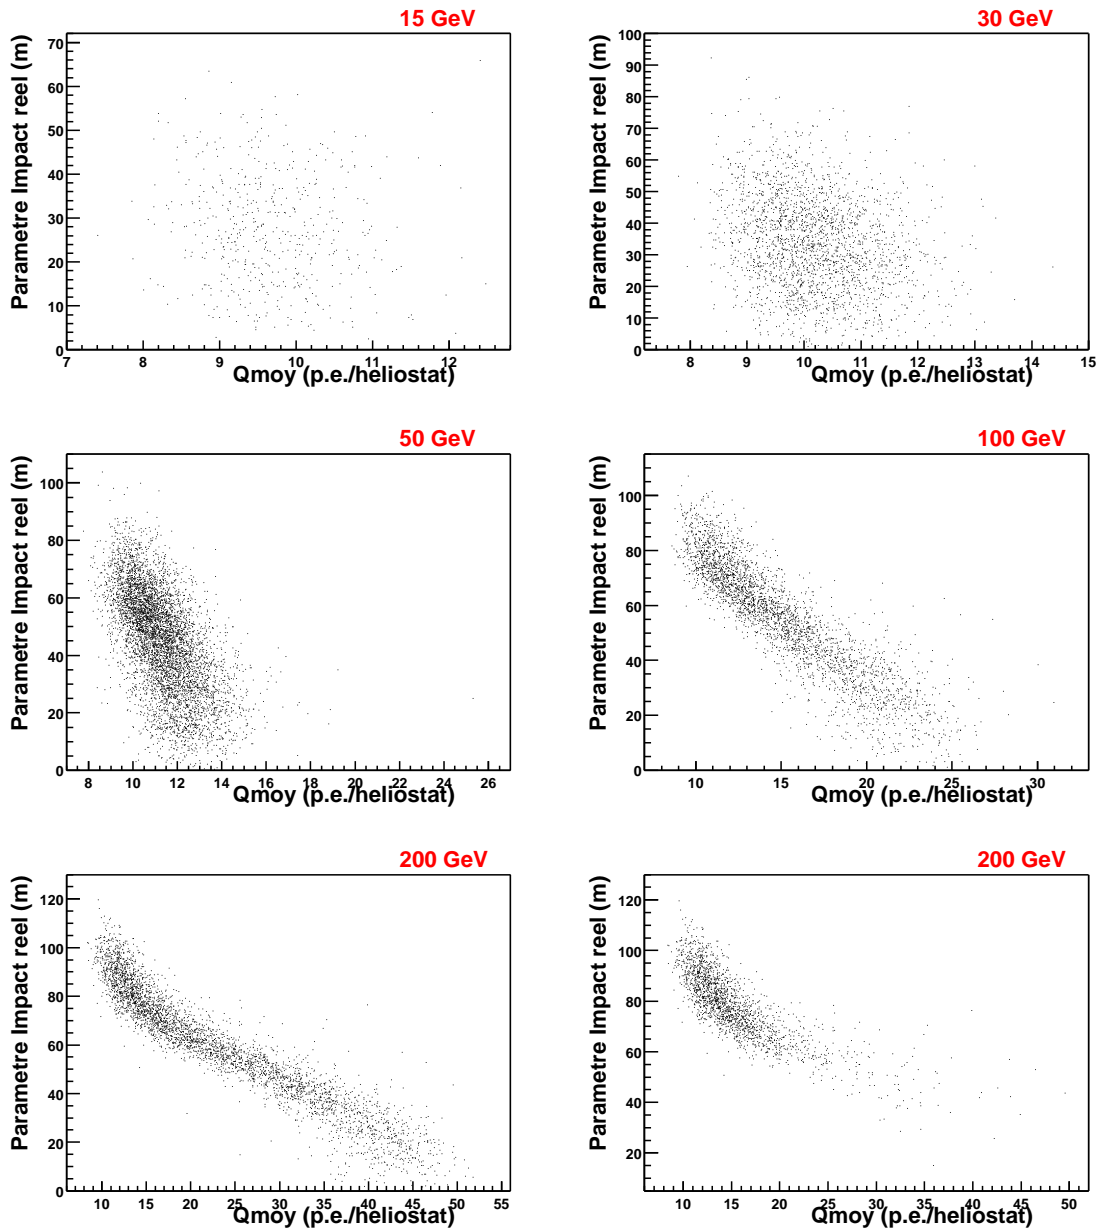 15 GeV
Parametre Impact reel (m)
70
60
50
40
30
20
10
0
7 8 9 10 11 12
Qmoy (p.e./heliostat)
30 GeV
Parametre Impact reel (m)
100
90
80
70
60
50
40
30
20
10
0
8 9 10 11 12 13 14 15
Qmoy (p.e./heliostat)
50 GeV
Parametre Impact reel (m)
100
80
60
40
20
0
8 10 12 14 16 18 20 22 24 26
Qmoy (p.e./heliostat)
100 GeV
Parametre Impact reel (m)
100
80
60
40
20
0
10 15 20 25 30
Qmoy (p.e./heliostat)
200 GeV
Parametre Impact reel (m)
120
100
80
60
40
20
0
10 15 20 25 30 35 40 45 50 55
Qmoy (p.e./heliostat)
200 GeV
Parametre Impact reel (m)
120
100
80
60
40
20
10 15 20 25 30 35 40 45 50
Qmoy (p.e./heliostat)